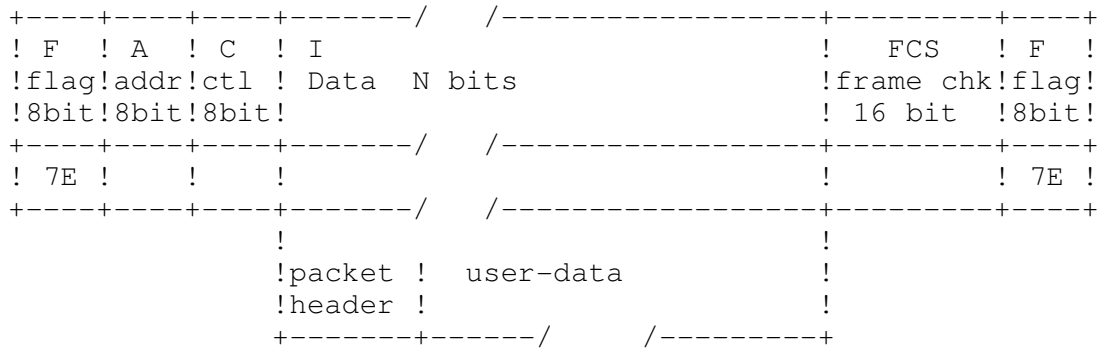 +----+----+----+-------/   /------------------+---------+----+
! F  ! A  ! C  ! I                            !   FCS   ! F  !
!flag!addr!ctl ! Data  N bits                 !frame chk!flag!
!8bit!8bit!8bit!                              ! 16 bit  !8bit!
+----+----+----+-------/   /------------------+---------+----+
! 7E !    !    !                              !         ! 7E !
+----+----+----+-------/   /------------------+---------+----+
               !                              !
               !packet !  user-data           !
               !header !                      !
               +-------+------/     /---------+